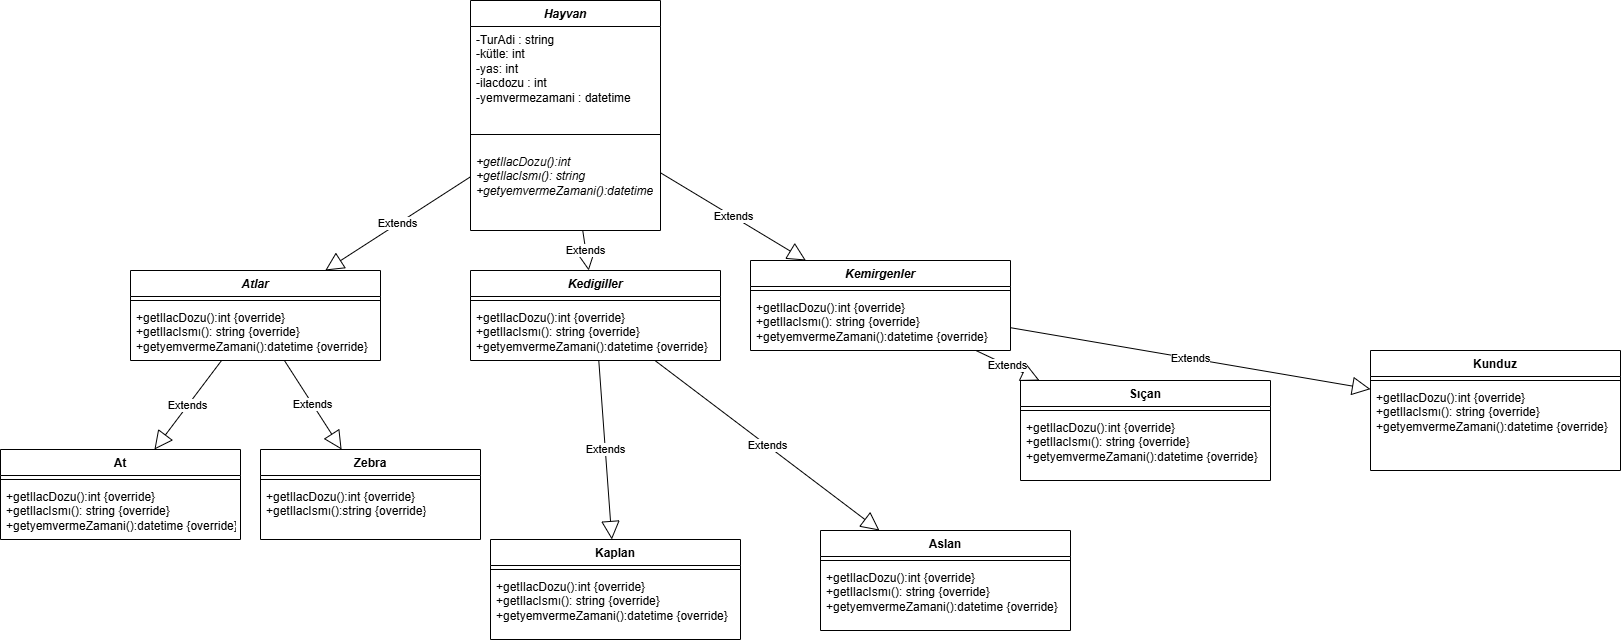 Hayvan
-TurAdi : string
-kütle: int
-yas: int
-ilacdozu : int
-yemvermezamani : datetime
+getIlacDozu():int
+getIlacIsmı(): string
+getyemvermeZamani():datetime
Extends
Extends
Extends
Atlar
+getIlacDozu():int {override}
+getIlacIsmı(): string {override}
+getyemvermeZamani():datetime {override}
Kedigiller
+getIlacDozu():int {override}
+getIlacIsmı(): string {override}
+getyemvermeZamani():datetime {override}
Kemirgenler
+getIlacDozu():int {override}
+getIlacIsmı(): string {override}
+getyemvermeZamani():datetime {override}
Extends
Extends
Extends
Extends
Extends
Extends
At
+getIlacDozu():int {override}
+getIlacIsmı(): string {override}
+getyemvermeZamani():datetime {override}
Zebra
+getIlacDozu():int {override}
+getIlacIsmı():string {override}
Kaplan
+getIlacDozu():int {override}
+getIlacIsmı(): string {override}
+getyemvermeZamani():datetime {override}
Aslan
+getIlacDozu():int {override}
+getIlacIsmı(): string {override}
+getyemvermeZamani():datetime {override}
Sıçan
+getIlacDozu():int {override}
+getIlacIsmı(): string {override}
+getyemvermeZamani():datetime {override}
Kunduz
+getIlacDozu():int {override}
+getIlacIsmı(): string {override}
+getyemvermeZamani():datetime {override}